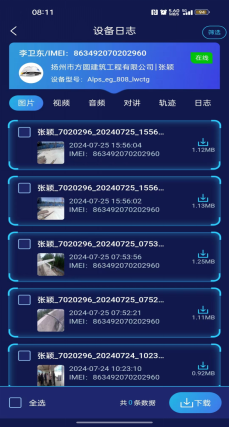 08:11
设备日志
筛选
李卫东/IMEI：863492070202960
在线
扬州市方圆建筑工程有限公司|张颖
设备型号：Alps_eg_808_lwctg
图片 视频 音频 对讲 轨迹 日志
张颖_7020296_20240725_1556...
2024-07-25 15:56:04
IMEI：863492070202960
1.12MB
张颖_7020296_20240725_1556...
2024-07-25 15:56:02
IMEI：863492070202960
1.13MB
张颖_7020296_20240725_0753...
2024-07-25 07:53:56
IMEI：863492070202960
1.25MB
张颖_7020296_20240725_0752...
2024-07-25 07:52:21
IMEI：863492070202960
1.11MB
张颖_7020296_20240724_1023...
2024-07-24 10:23:10
IMEI：863492070202960
0.92MB
全选
共0条数据
下载